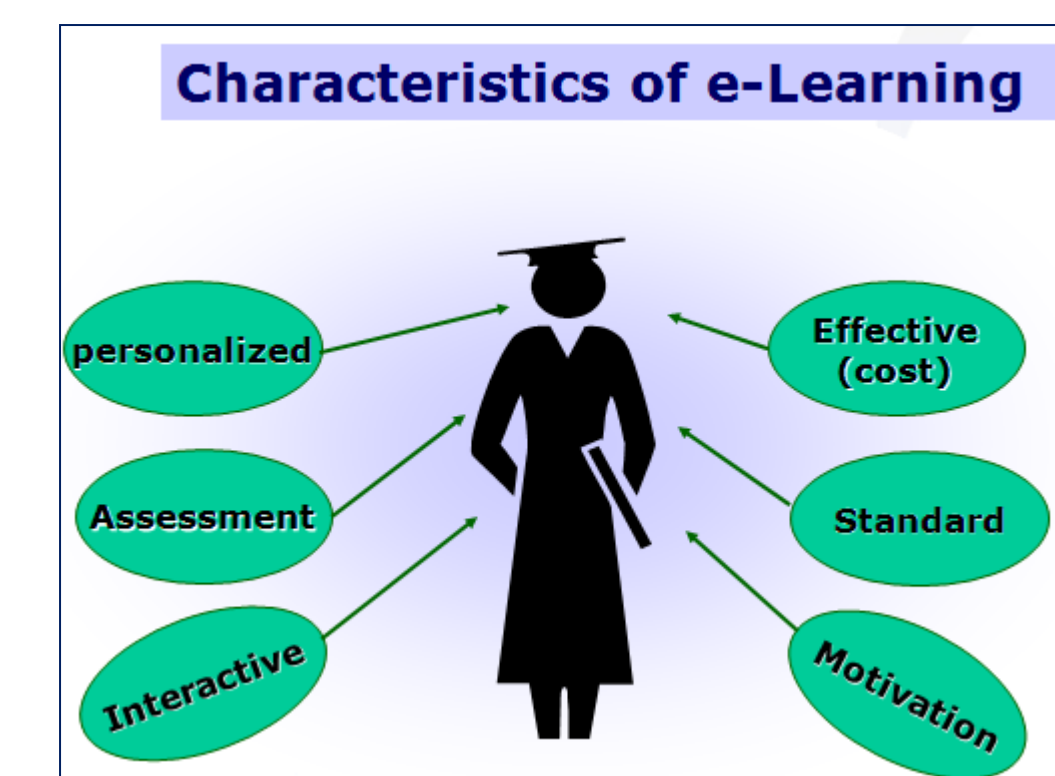 Characteristics of e-Learning
personalized
Effective
(cost)
Assessment
Standard
Interactive
Motivation